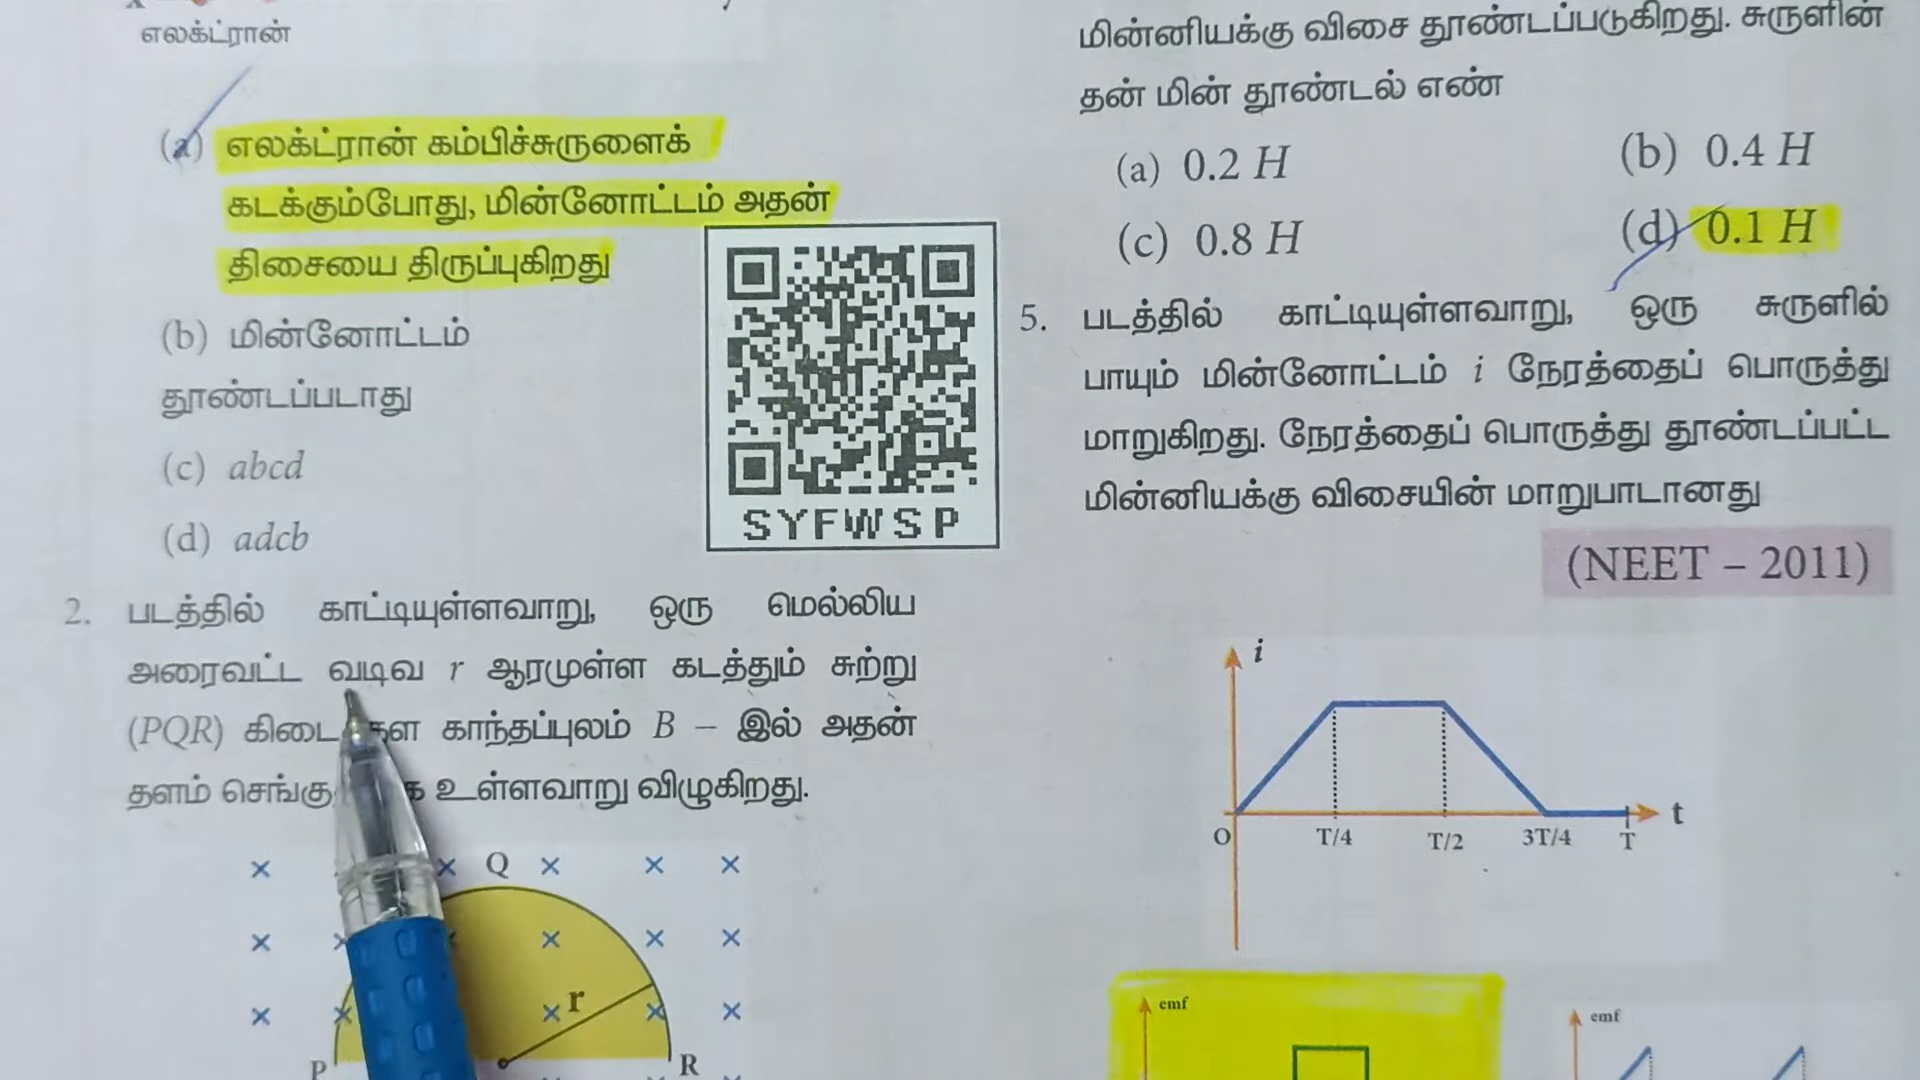 எலக்ட்ரான்
(a) எலக்ட்ரான் கம்பிச்சுருளைக்
கடக்கும்போது, மின்னோட்டம் அதன்
திசையை திருப்புகிறது
(b) மின்னோட்டம்
தூண்டப்படாது
(c) abcd
(d) adcb
SYFWSP
2. படத்தில் காட்டியுள்ளவாறு, ஒரு மெல்லிய
அரைவட்ட வடிவ r ஆரமுள்ள கடத்தும் சுற்று
(PQR) காந்தப்புலம் B – இல் அதன்
தளம் உள்ளவாறு விழுகிறது.
Q
r
P R
மின்னியக்கு விசை தூண்டப்படுகிறது. சுருளின்
தன் மின் தூண்டல் எண்
(a) 0.2 H (b) 0.4 H
(c) 0.8 H (d) 0.1 H
5. படத்தில் காட்டியுள்ளவாறு, ஒரு சுருளில்
பாயும் மின்னோட்டம் i நேரத்தைப் பொருத்து
மாறுகிறது. நேரத்தைப் பொருத்து தூண்டப்பட்ட
மின்னியக்கு விசையின் மாறுபாடானது
(NEET – 2011)
i
t
O T/4 T/2 3T/4 T
emf emf